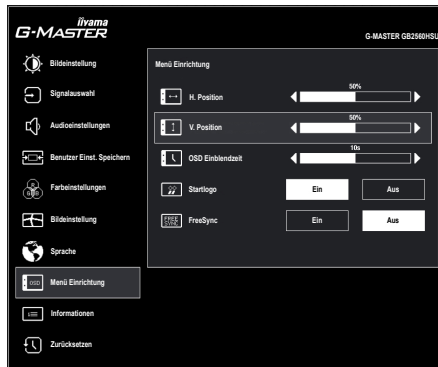 iiyama
G-MASTER
G-MASTER GB2560HSU
Bildeinstellung
Signalauswahl
Audioeinstellungen
Benutzer Einst. Speichern
Farbeinstellungen
Bildeinstellung
Sprache
OSD Menü Einrichtung
Informationen
Zurücksetzen
Menü Einrichtung
H. Position 50%
V. Position 50%
OSD Einblendzeit 10s
Startlogo Ein Aus
FREE SYNC FreeSync Ein Aus